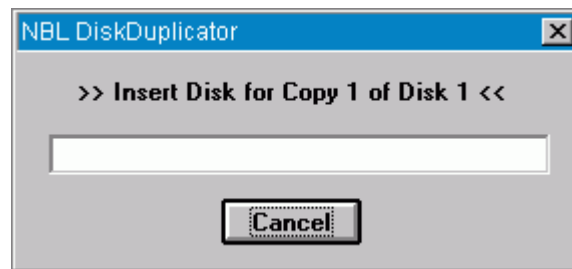 NBL DiskDuplicator
>> Insert Disk for Copy 1 of Disk 1 <<
Cancel